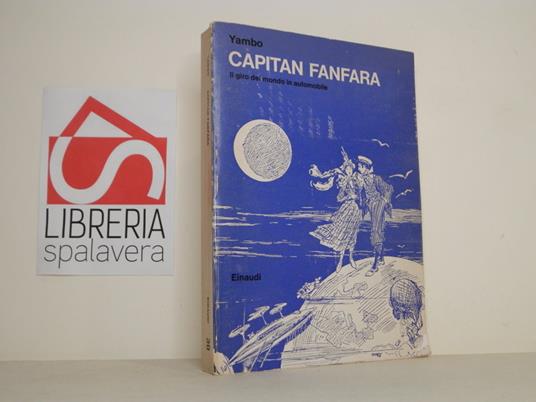 LIBRERIA
spalavera
Yambo
CAPITAN FANFARA
Il giro del mondo in automobile
Einaudi